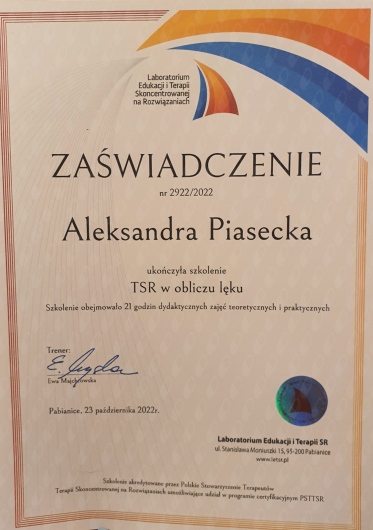 Laboratorium
Edukacji i Terapii
Skoncentrowanej
na Rozwiązaniach
ZAŚWIADCZENIE
nr 2922/2022
Aleksandra Piasecka
ukończyła szkolenie
TSR w obliczu lęku
Szkolenie obejmowało 21 godzin dydaktycznych zajęć teoretycznych i praktycznych
Trener:
Ewa Majchrowska
Pabianice, 23 października 2022r.
Laboratorium Edukacji i Terapii SR
ul. Stanisława Moniuszki 15, 95-200 Pabianice
www.letsr.pl
Szkolenie akredytowane przez Polskie Stowarzyszenie Terapeutów
Terapii Skoncentrowanej na Rozwiązaniach umożliwiające udział w programie certyfikacyjnym PSTTSR